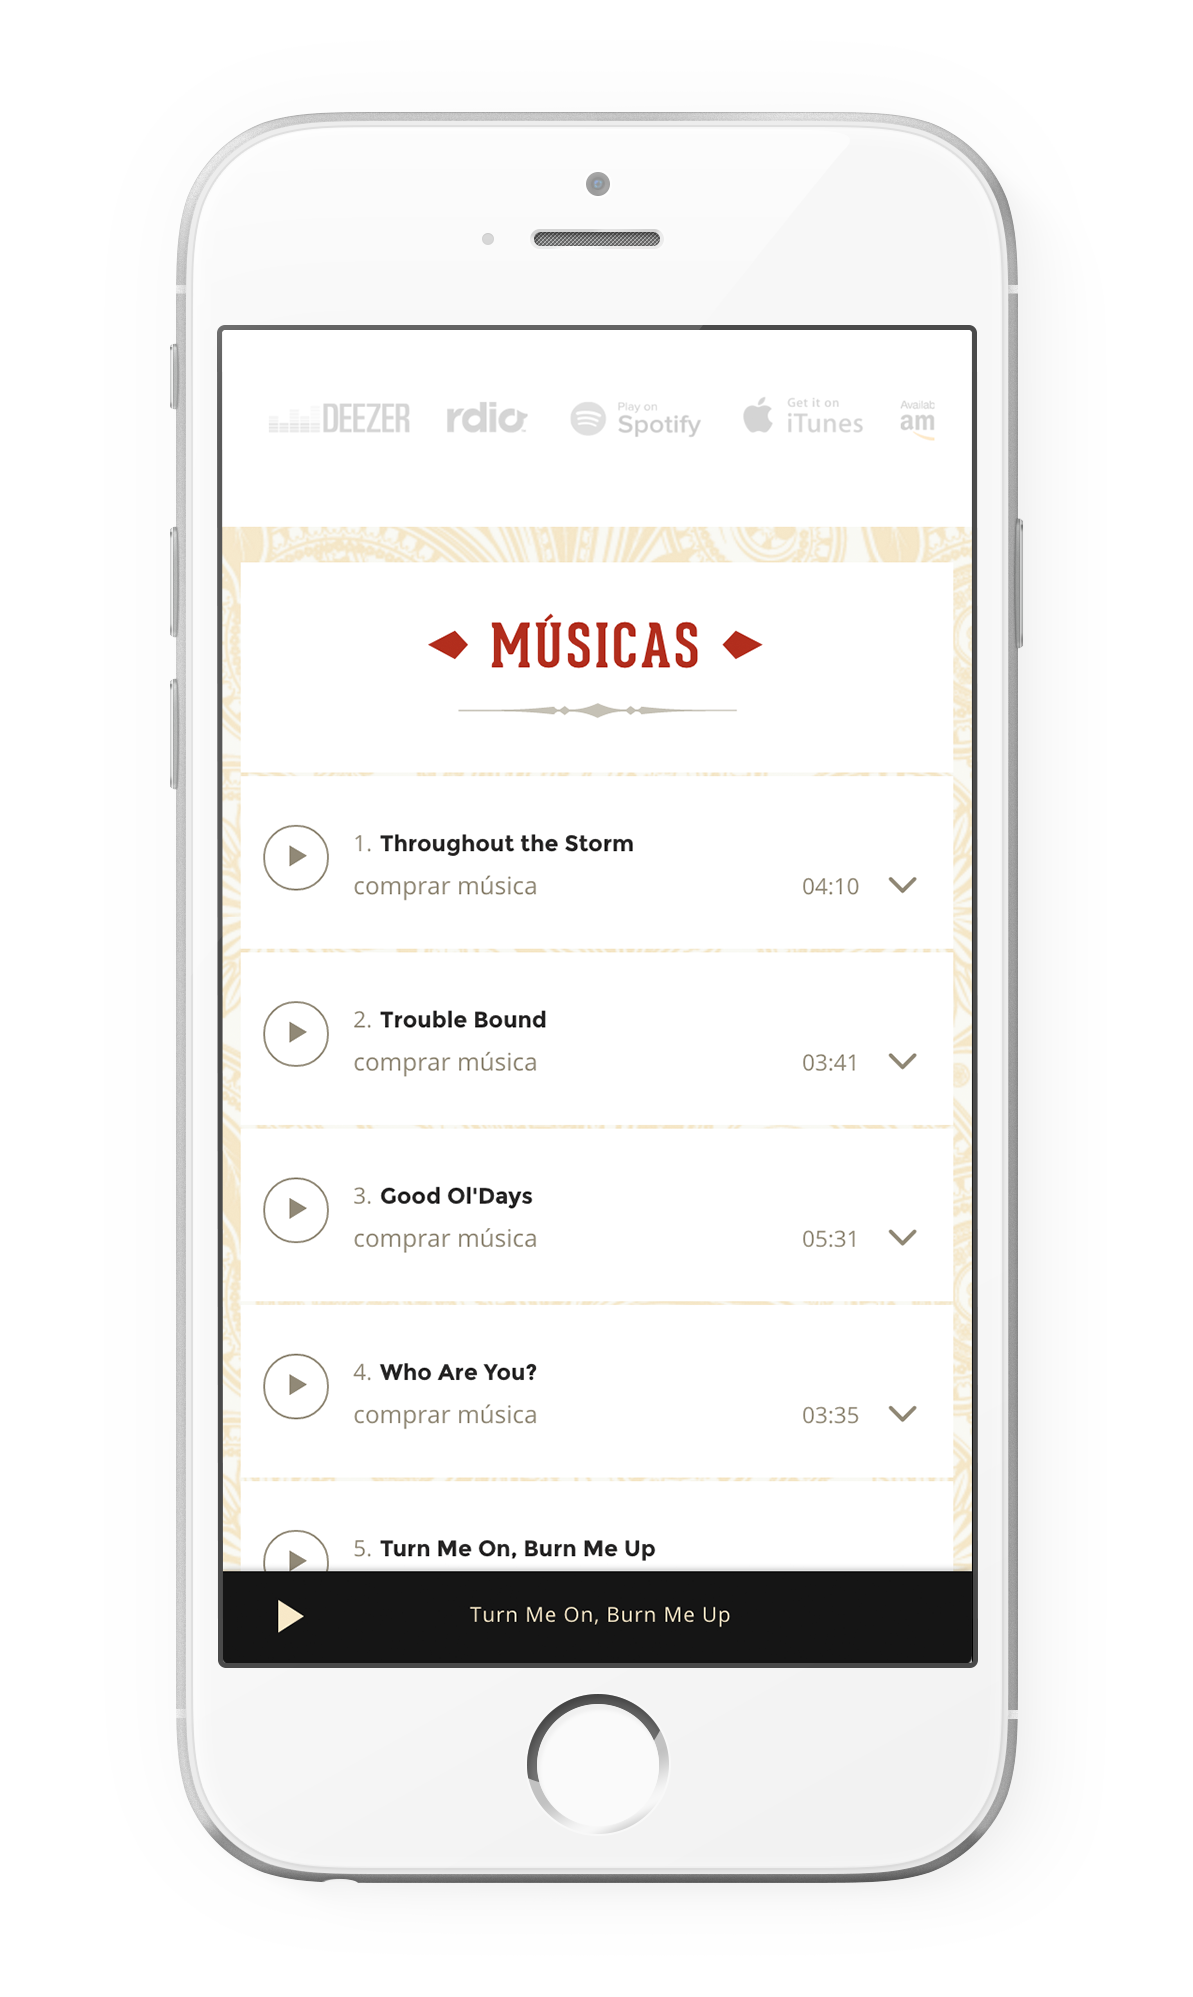 DEEZER
rdio
Play on
Spotify
Get it on
iTunes
Availab
am
MÚSICAS
1. Throughout the Storm
comprar música
04:10
2. Trouble Bound
comprar música
03:41
3. Good Ol'Days
comprar música
05:31
4. Who Are You?
comprar música
03:35
5. Turn Me On, Burn Me Up
Turn Me On, Burn Me Up